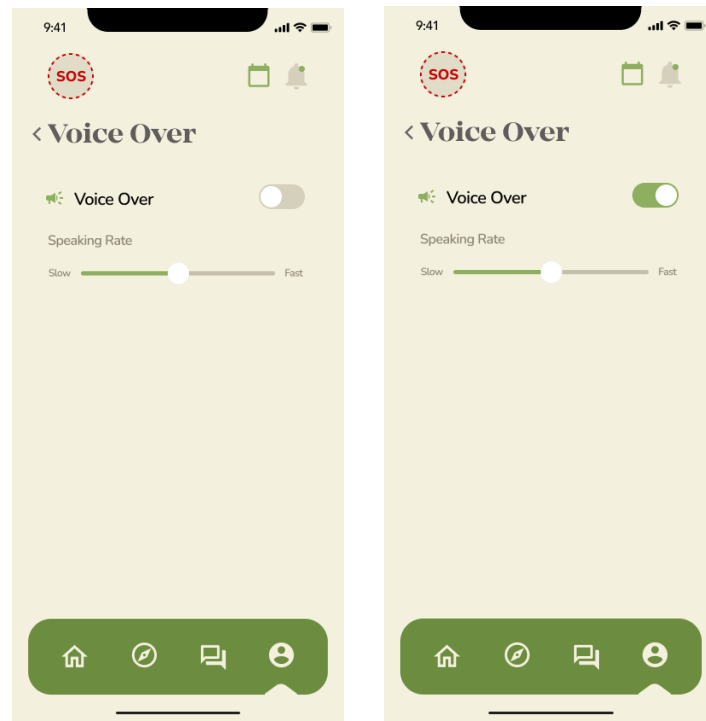 9:41
SOS
Voice Over
Voice Over
Speaking Rate
Slow
Fast
9:41
SOS
Voice Over
Voice Over
Speaking Rate
Slow
Fast